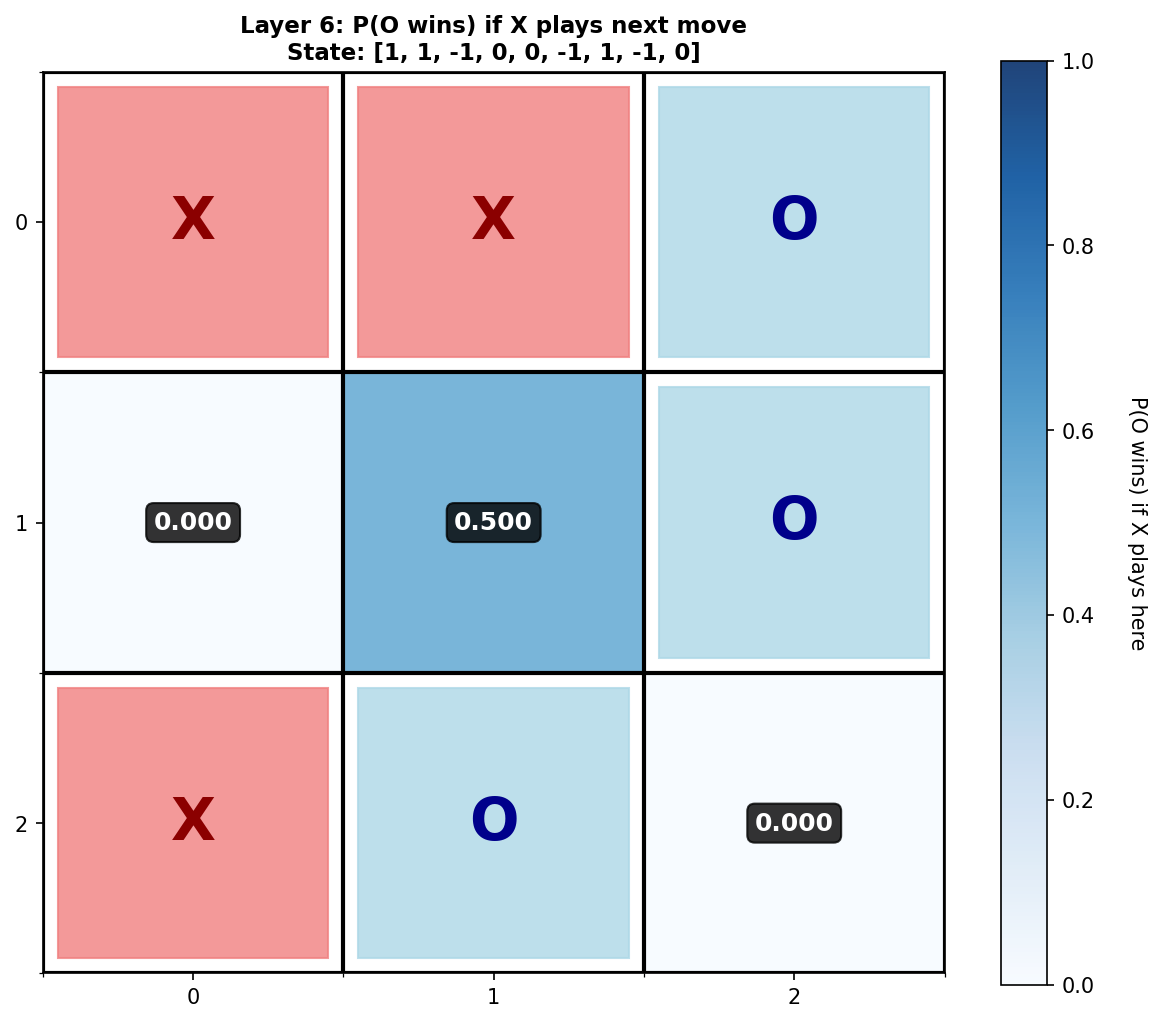 Layer 6: P(O wins) if X plays next move
State: [1, 1, -1, 0, 0, -1, 1, -1, 0]
X
X
O
0.000
0.500
O
X
O
0.000
0
1
2
0
1
2
1.0
0.8
0.6
0.4
0.2
0.0
P(O wins) if X plays here